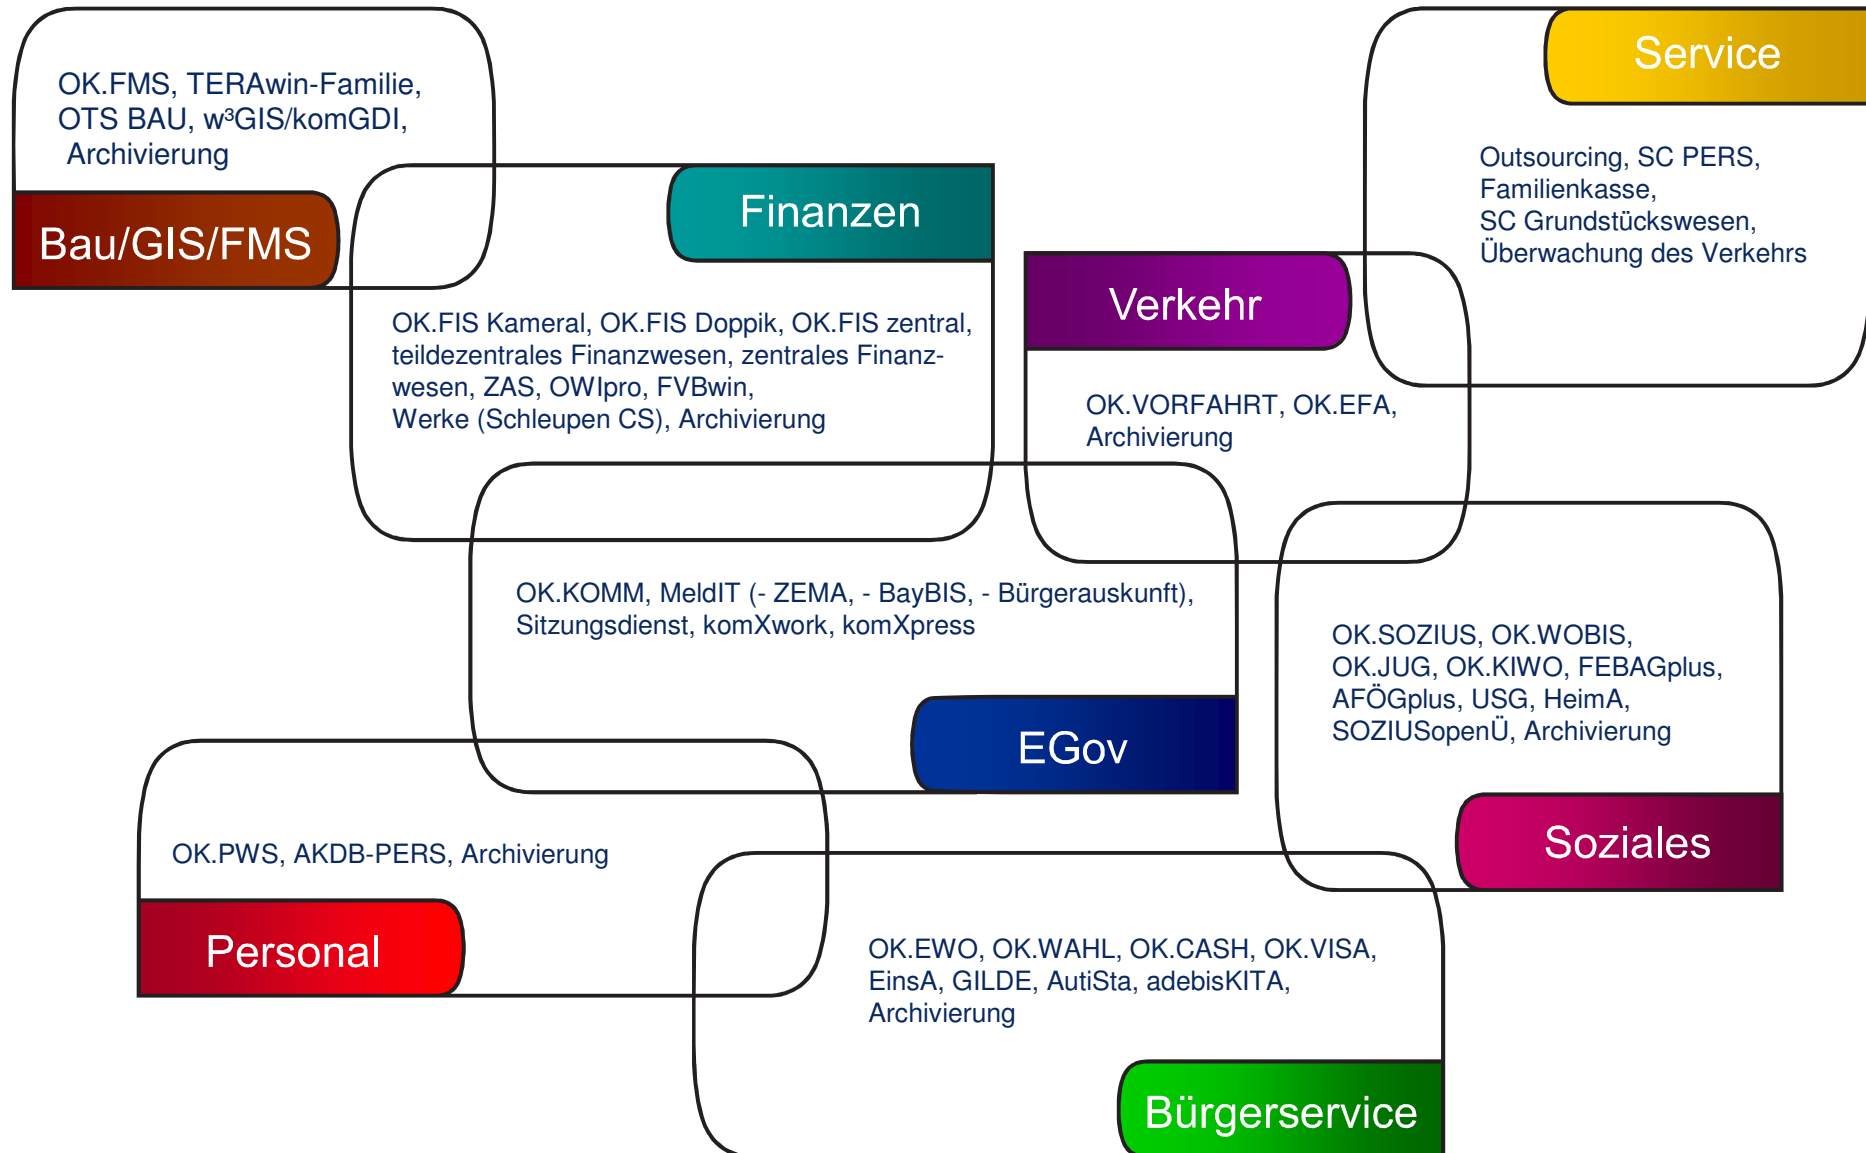 OK.FMS, TERAwin-Familie,
OTS BAU, w³GIS/komGDI,
Archivierung
Bau/GIS/FMS
Finanzen
OK.FIS Kameral, OK.FIS Doppik, OK.FIS zentral,
teildezentrales Finanzwesen, zentrales Finanz-
wesen, ZAS, OWIpro, FVBwin,
Werke (Schleupen CS), Archivierung
Service
Outsourcing, SC PERS,
Familienkasse,
SC Grundstückswesen,
Überwachung des Verkehrs
Verkehr
OK.VORFAHRT, OK.EFA,
Archivierung
OK.KOMM, MeldIT (- ZEMA, - BayBIS, - Bürgerauskunft),
Sitzungsdienst, komXwork, komXpress
EGov
OK.SOZIUS, OK.WOBIS,
OK.JUG, OK.KIWO, FEBAGplus,
AFÖGplus, USG, HeimA,
SOZIUSopenÜ, Archivierung
Soziales
OK.PWS, AKDB-PERS, Archivierung
Personal
OK.EWO, OK.WAHL, OK.CASH, OK.VISA,
EinsA, GILDE, AutiSta, adebisKITA,
Archivierung
Bürgerservice